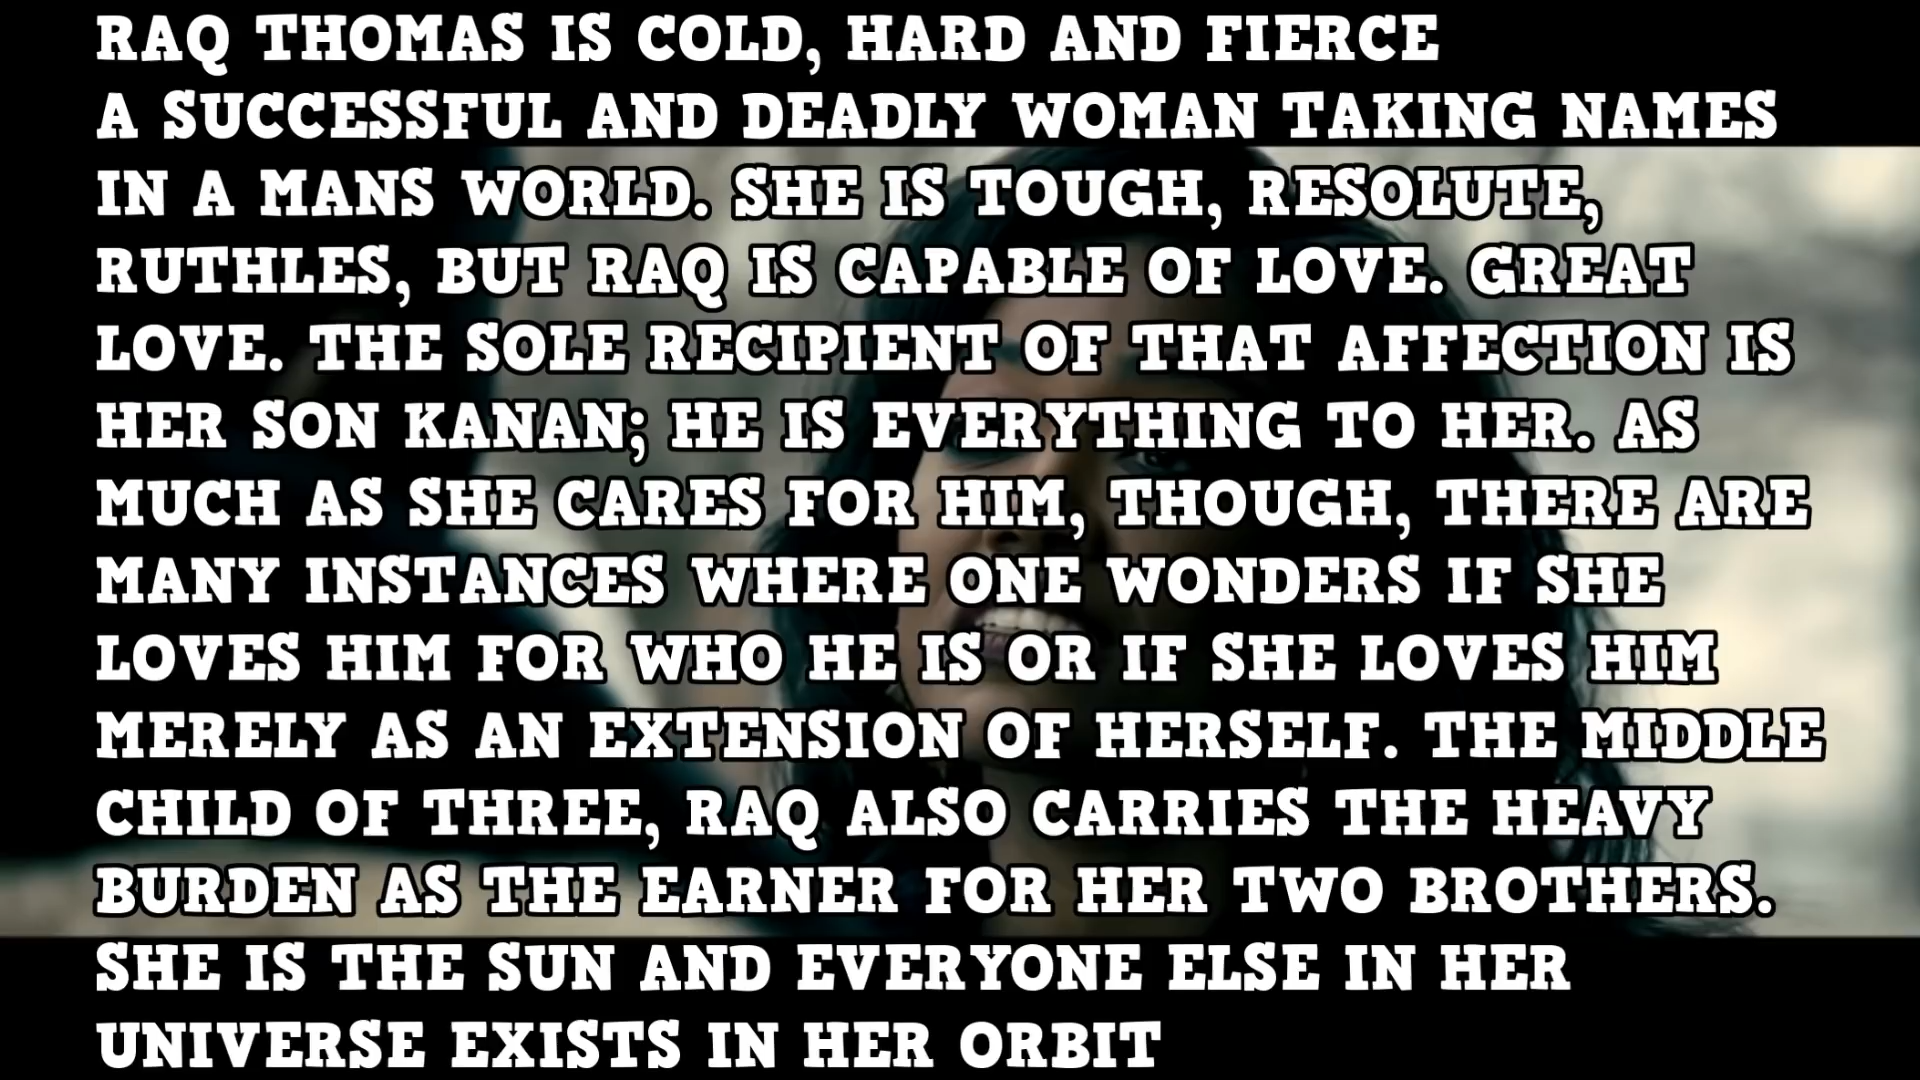 RAQ THOMAS IS COLD, HARD AND FIERCE
A SUCCESSFUL AND DEADLY WOMAN TAKING NAMES
IN A MANS WORLD. SHE IS TOUGH, RESOLUTE,
RUTHLES, BUT RAQ IS CAPABLE OF LOVE. GREAT
LOVE. THE SOLE RECIPIENT OF THAT AFFECTION IS
HER SON KANAN; HE IS EVERYTHING TO HER. AS
MUCH AS SHE CARES FOR HIM, THOUGH, THERE ARE
MANY INSTANCES WHERE ONE WONDERS IF SHE
LOVES HIM FOR WHO HE IS OR IF SHE LOVES HIM
MERELY AS AN EXTENSION OF HERSELF. THE MIDDLE
CHILD OF THREE, RAQ ALSO CARRIES THE HEAVY
BURDEN AS THE EARNER FOR HER TWO BROTHERS.
SHE IS THE SUN AND EVERYONE ELSE IN HER
UNIVERSE EXISTS IN HER ORBIT